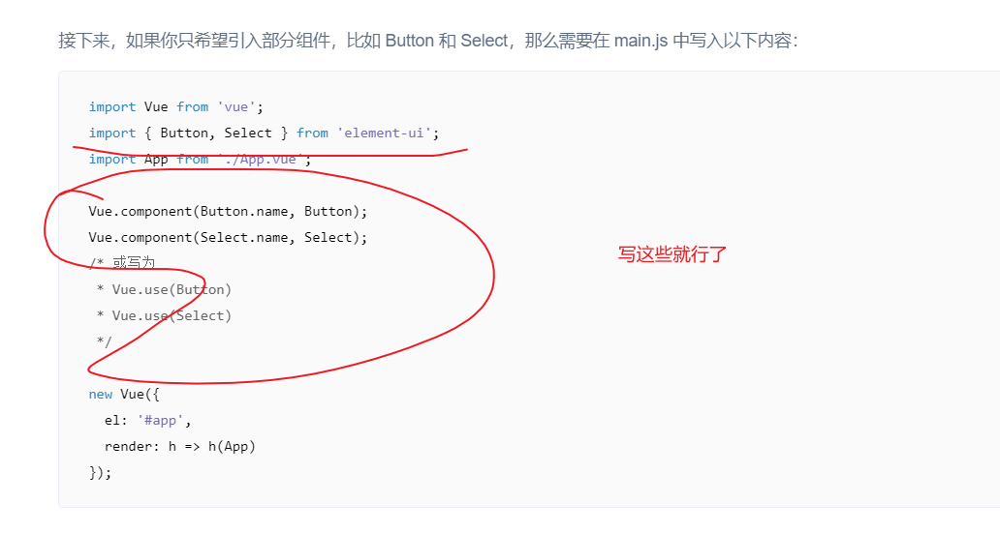 接下来，如果你只希望引入部分组件，比如 Button 和 Select，那么需要在 main.js 中写入以下内容：
import Vue from 'vue';
import { Button, Select } from 'element-ui';
import App from './App.vue';
Vue.component(Button.name, Button);
Vue.component(Select.name, Select);
/* 或写为
 * Vue.use(Button)
 * Vue.use(Select)
 */
写这些就行了
new Vue({
  el: '#app',
  render: h => h(App)
});